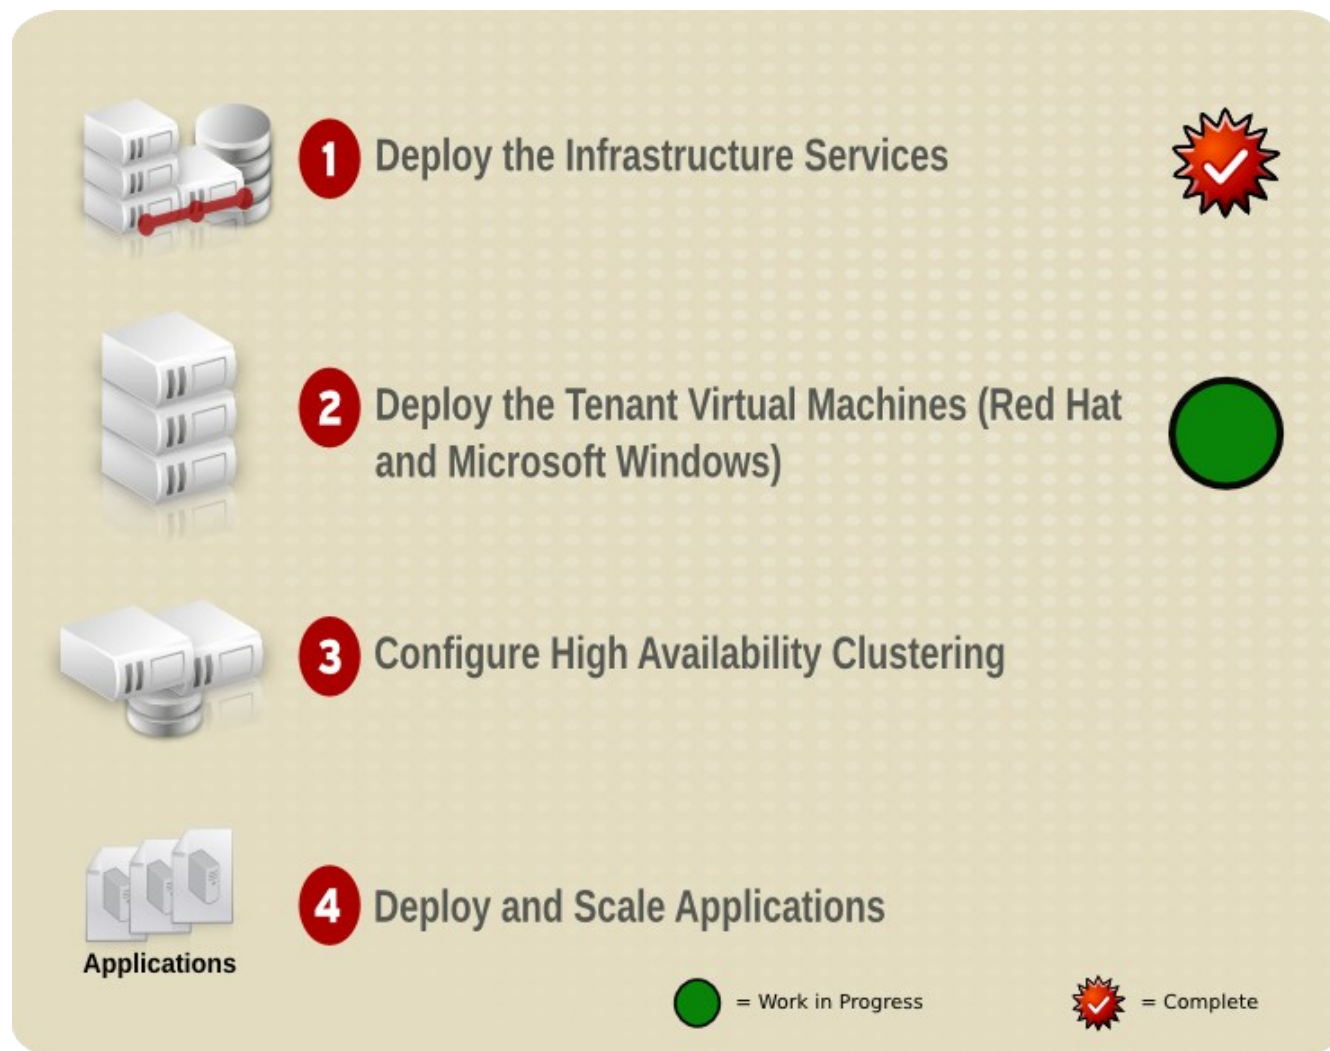 1 Deploy the Infrastructure Services
2 Deploy the Tenant Virtual Machines (Red Hat
and Microsoft Windows)
3 Configure High Availability Clustering
4 Deploy and Scale Applications
Applications
= Work in Progress = Complete